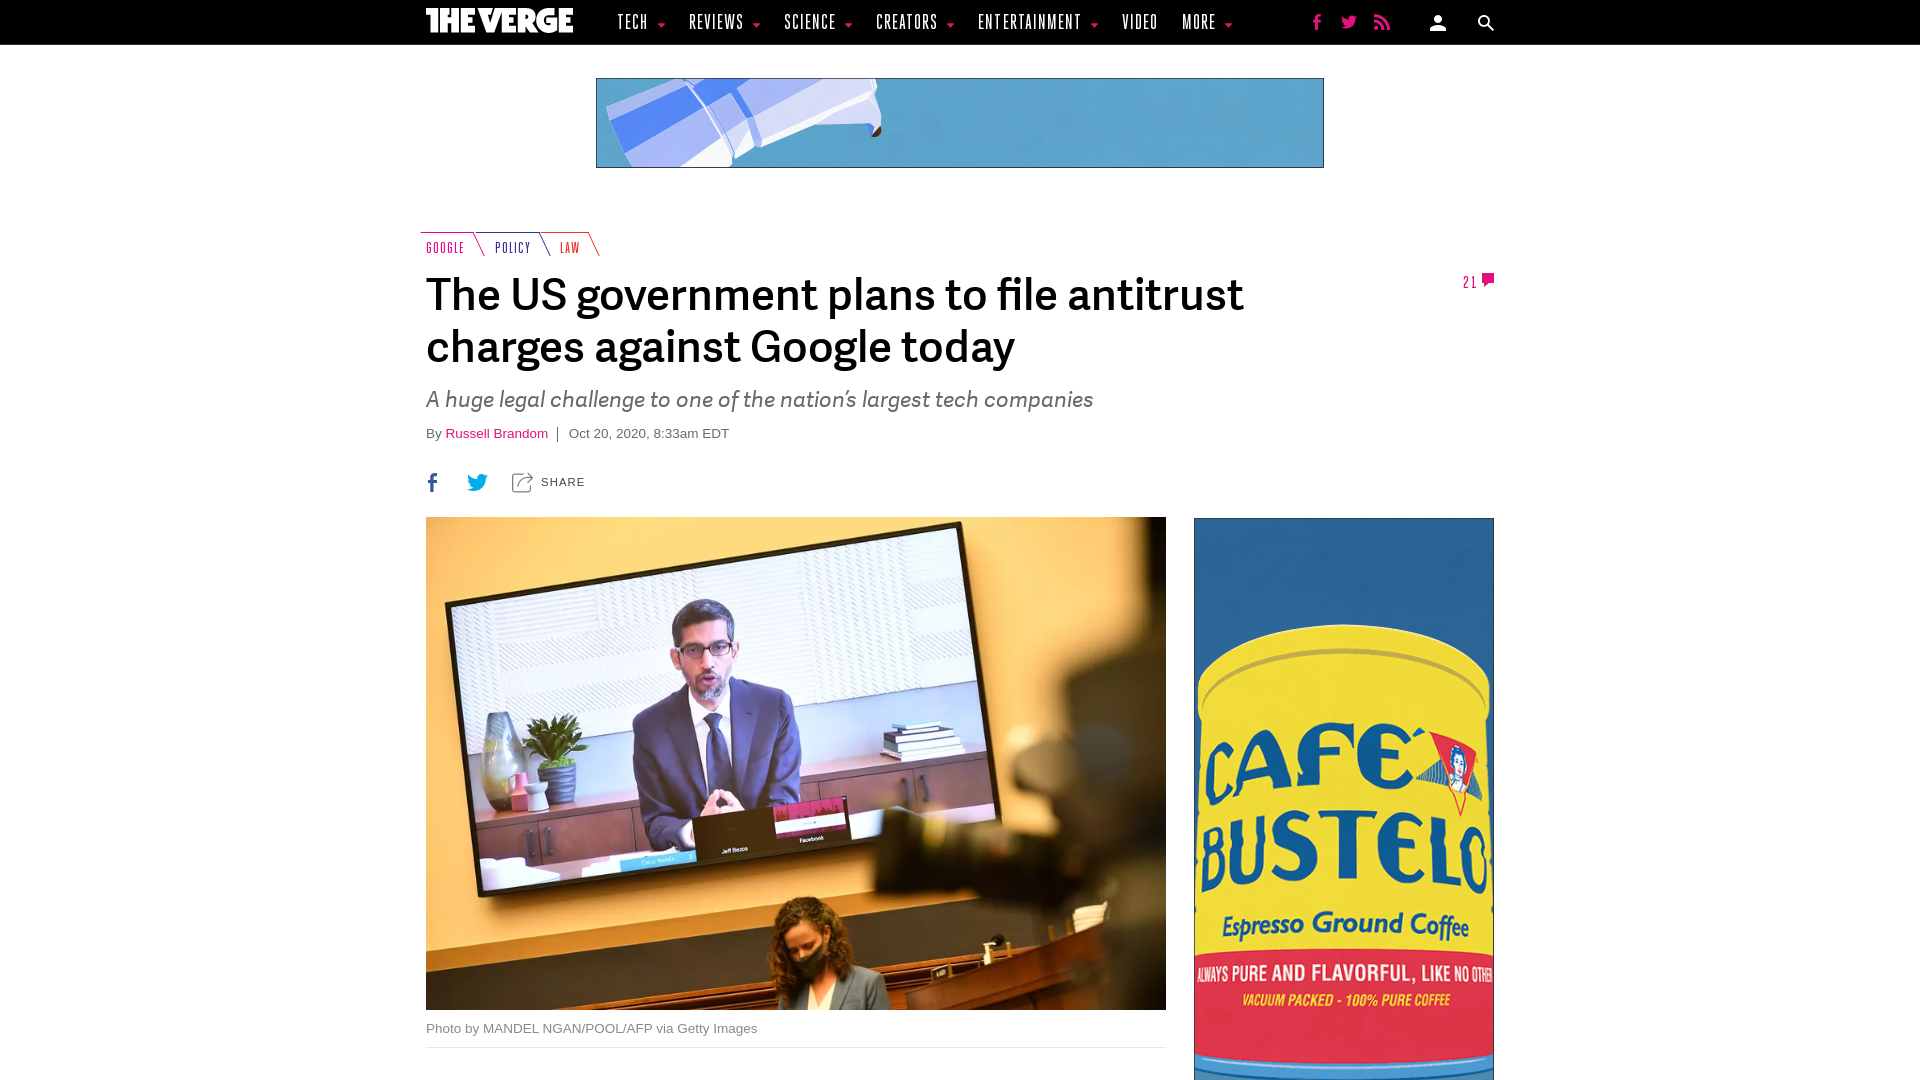 THE VERGE
TECH REVIEWS SCIENCE CREATORS ENTERTAINMENT VIDEO MORE
GOOGLE POLICY LAW
The US government plans to file antitrust
charges against Google today
21
A huge legal challenge to one of the nation's largest tech companies
By Russell Brandom Oct 20, 2020, 8:33am EDT
SHARE
Cisco WebEx
Jeff Bezos
Facebook
CAFÉ
BUSTELO
Espresso Ground Coffee
ALWAYS PURE AND FLAVORFUL, LIKE NO OTHER
VACUUM PACKED - 100% PURE COFFEE
Photo by MANDEL NGAN/POOL/AFP via Getty Images